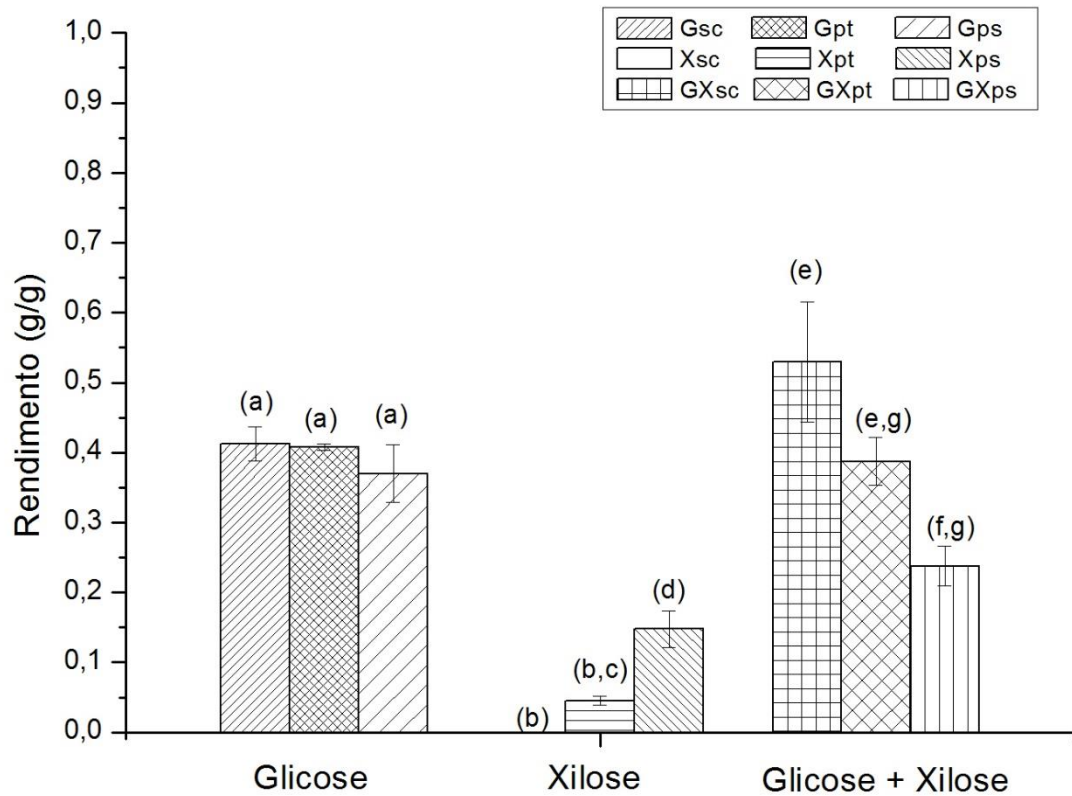 1,0
0,9
0,8
0,7
0,6
0,5
0,4
0,3
0,2
0,1
0,0
Rendimento (g/g)
Gsc Gpt Gps
Xsc Xpt Xps
GXsc GXpt GXps
(a) (a) (a)
(b) (b,c) (d)
(e) (e,g) (f,g)
Glicose Xilose Glicose + Xilose